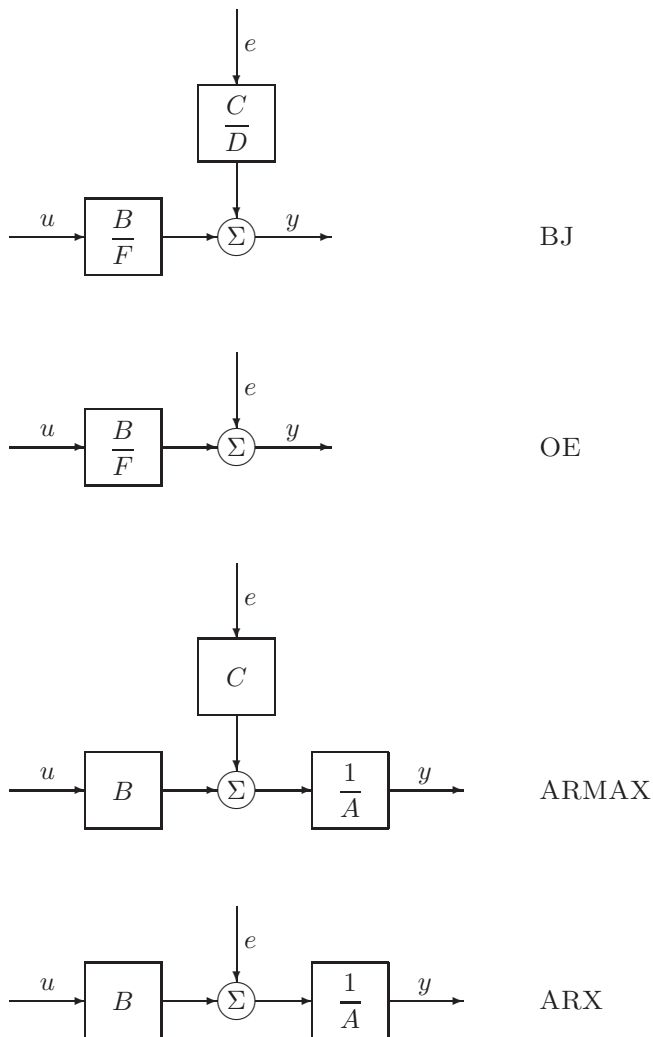 e
C
D
u B y BJ
F
Σ
e
u B y OE
F
Σ
e
C
u B Σ 1 y ARMAX
A
e
u B Σ 1 y ARX
A